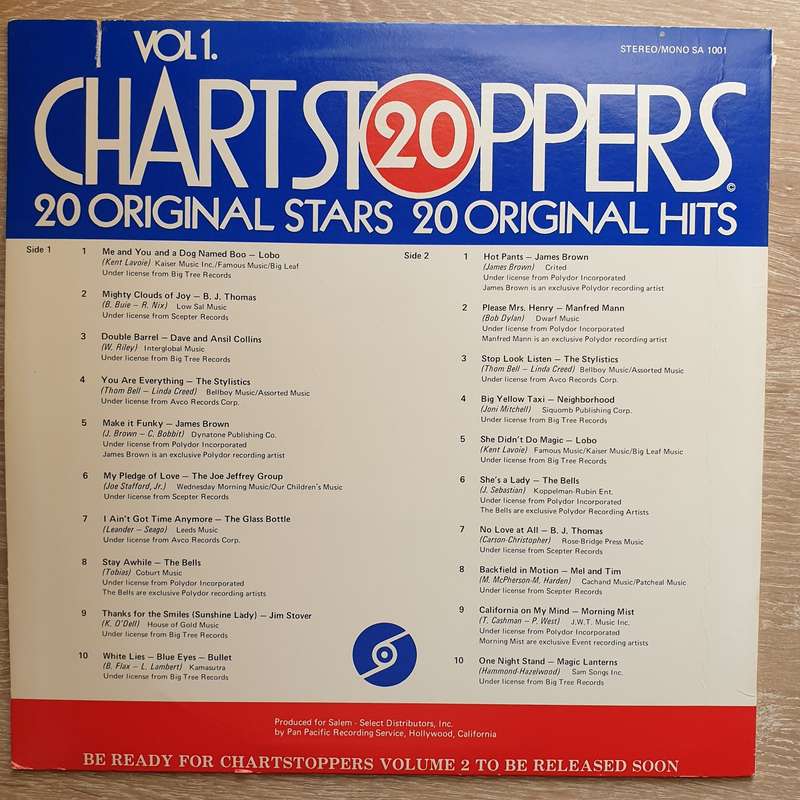 VOL 1.
STEREO/MONO SA 1001
CHARTSTOPPERS
20
©
20 ORIGINAL STARS 20 ORIGINAL HITS
Side 1
1 Me and You and a Dog Named Boo – Lobo
(Kent Lavoie) Kaiser Music Inc./Famous Music/Big Leaf
Under license from Big Tree Records
2 Mighty Clouds of Joy – B. J. Thomas
(B. Buie – R. Nix) Low Sal Music
Under license from Scepter Records
3 Double Barrel – Dave and Ansil Collins
(W. Riley) Interglobal Music
Under license from Big Tree Records
4 You Are Everything – The Stylistics
(Thom Bell – Linda Creed) Bellboy Music/Assorted Music
Under license from Avco Records Corp.
5 Make it Funky – James Brown
(J. Brown – C. Bobbit) Dynatone Publishing Co.
Under license from Polydor Incorporated
James Brown is an exclusive Polydor recording artist
6 My Pledge of Love – The Joe Jeffrey Group
(Joe Stafford, Jr.) Wednesday Morning Music/Our Children's Music
Under license from Scepter Records
7 I Ain't Got Time Anymore – The Glass Bottle
(Leander – Seago) Leeds Music
Under license from Avco Records Corp.
8 Stay Awhile – The Bells
(Tobias) Coburt Music
Under license from Polydor Incorporated
The Bells are exclusive Polydor recording artists
9 Thanks for the Smiles (Sunshine Lady) – Jim Stover
(K. O'Dell) House of Gold Music
Under license from Big Tree Records
10 White Lies – Blue Eyes – Bullet
(B. Flax – L. Lambert) Kamasutra
Under license from Big Tree Records
Side 2
1 Hot Pants – James Brown
(James Brown) Crited
Under license from Polydor Incorporated
James Brown is an exclusive Polydor recording artist
2 Please Mrs. Henry – Manfred Mann
(Bob Dylan) Dwarf Music
Under license from Polydor Incorporated
Manfred Mann is an exclusive Polydor recording artist
3 Stop Look Listen – The Stylistics
(Thom Bell – Linda Creed) Bellboy Music/Assorted Music
Under license from Avco Records Corp.
4 Big Yellow Taxi – Neighborhood
(Joni Mitchell) Siquomb Publishing Corp.
Under license from Big Tree Records
5 She Didn't Do Magic – Lobo
(Kent Lavoie) Famous Music/Kaiser Music/Big Leaf Music
Under license from Big Tree Records
6 She's a Lady – The Bells
(J. Sebastian) Koppelman-Rubin Ent.
Under license from Polydor Incorporated
The Bells are exclusive Polydor Recording Artists
7 No Love at All – B. J. Thomas
(Carson-Christopher) Rose-Bridge Press Music
Under license from Scepter Records
8 Backfield in Motion – Mel and Tim
(M. McPherson-M. Harden) Cachand Music/Patcheal Music
Under license from Scepter Records
9 California on My Mind – Morning Mist
(T. Cashman – P. West) J.W.T. Music Inc.
Under license from Polydor Incorporated
Morning Mist are exclusive Event recording artists
10 One Night Stand – Magic Lanterns
(Hammond-Hazelwood) Sam Songs Inc.
Under license from Big Tree Records
Produced for Salem - Select Distributors, Inc.
by Pan Pacific Recording Service, Hollywood, California
BE READY FOR CHARTSTOPPERS VOLUME 2 TO BE RELEASED SOON